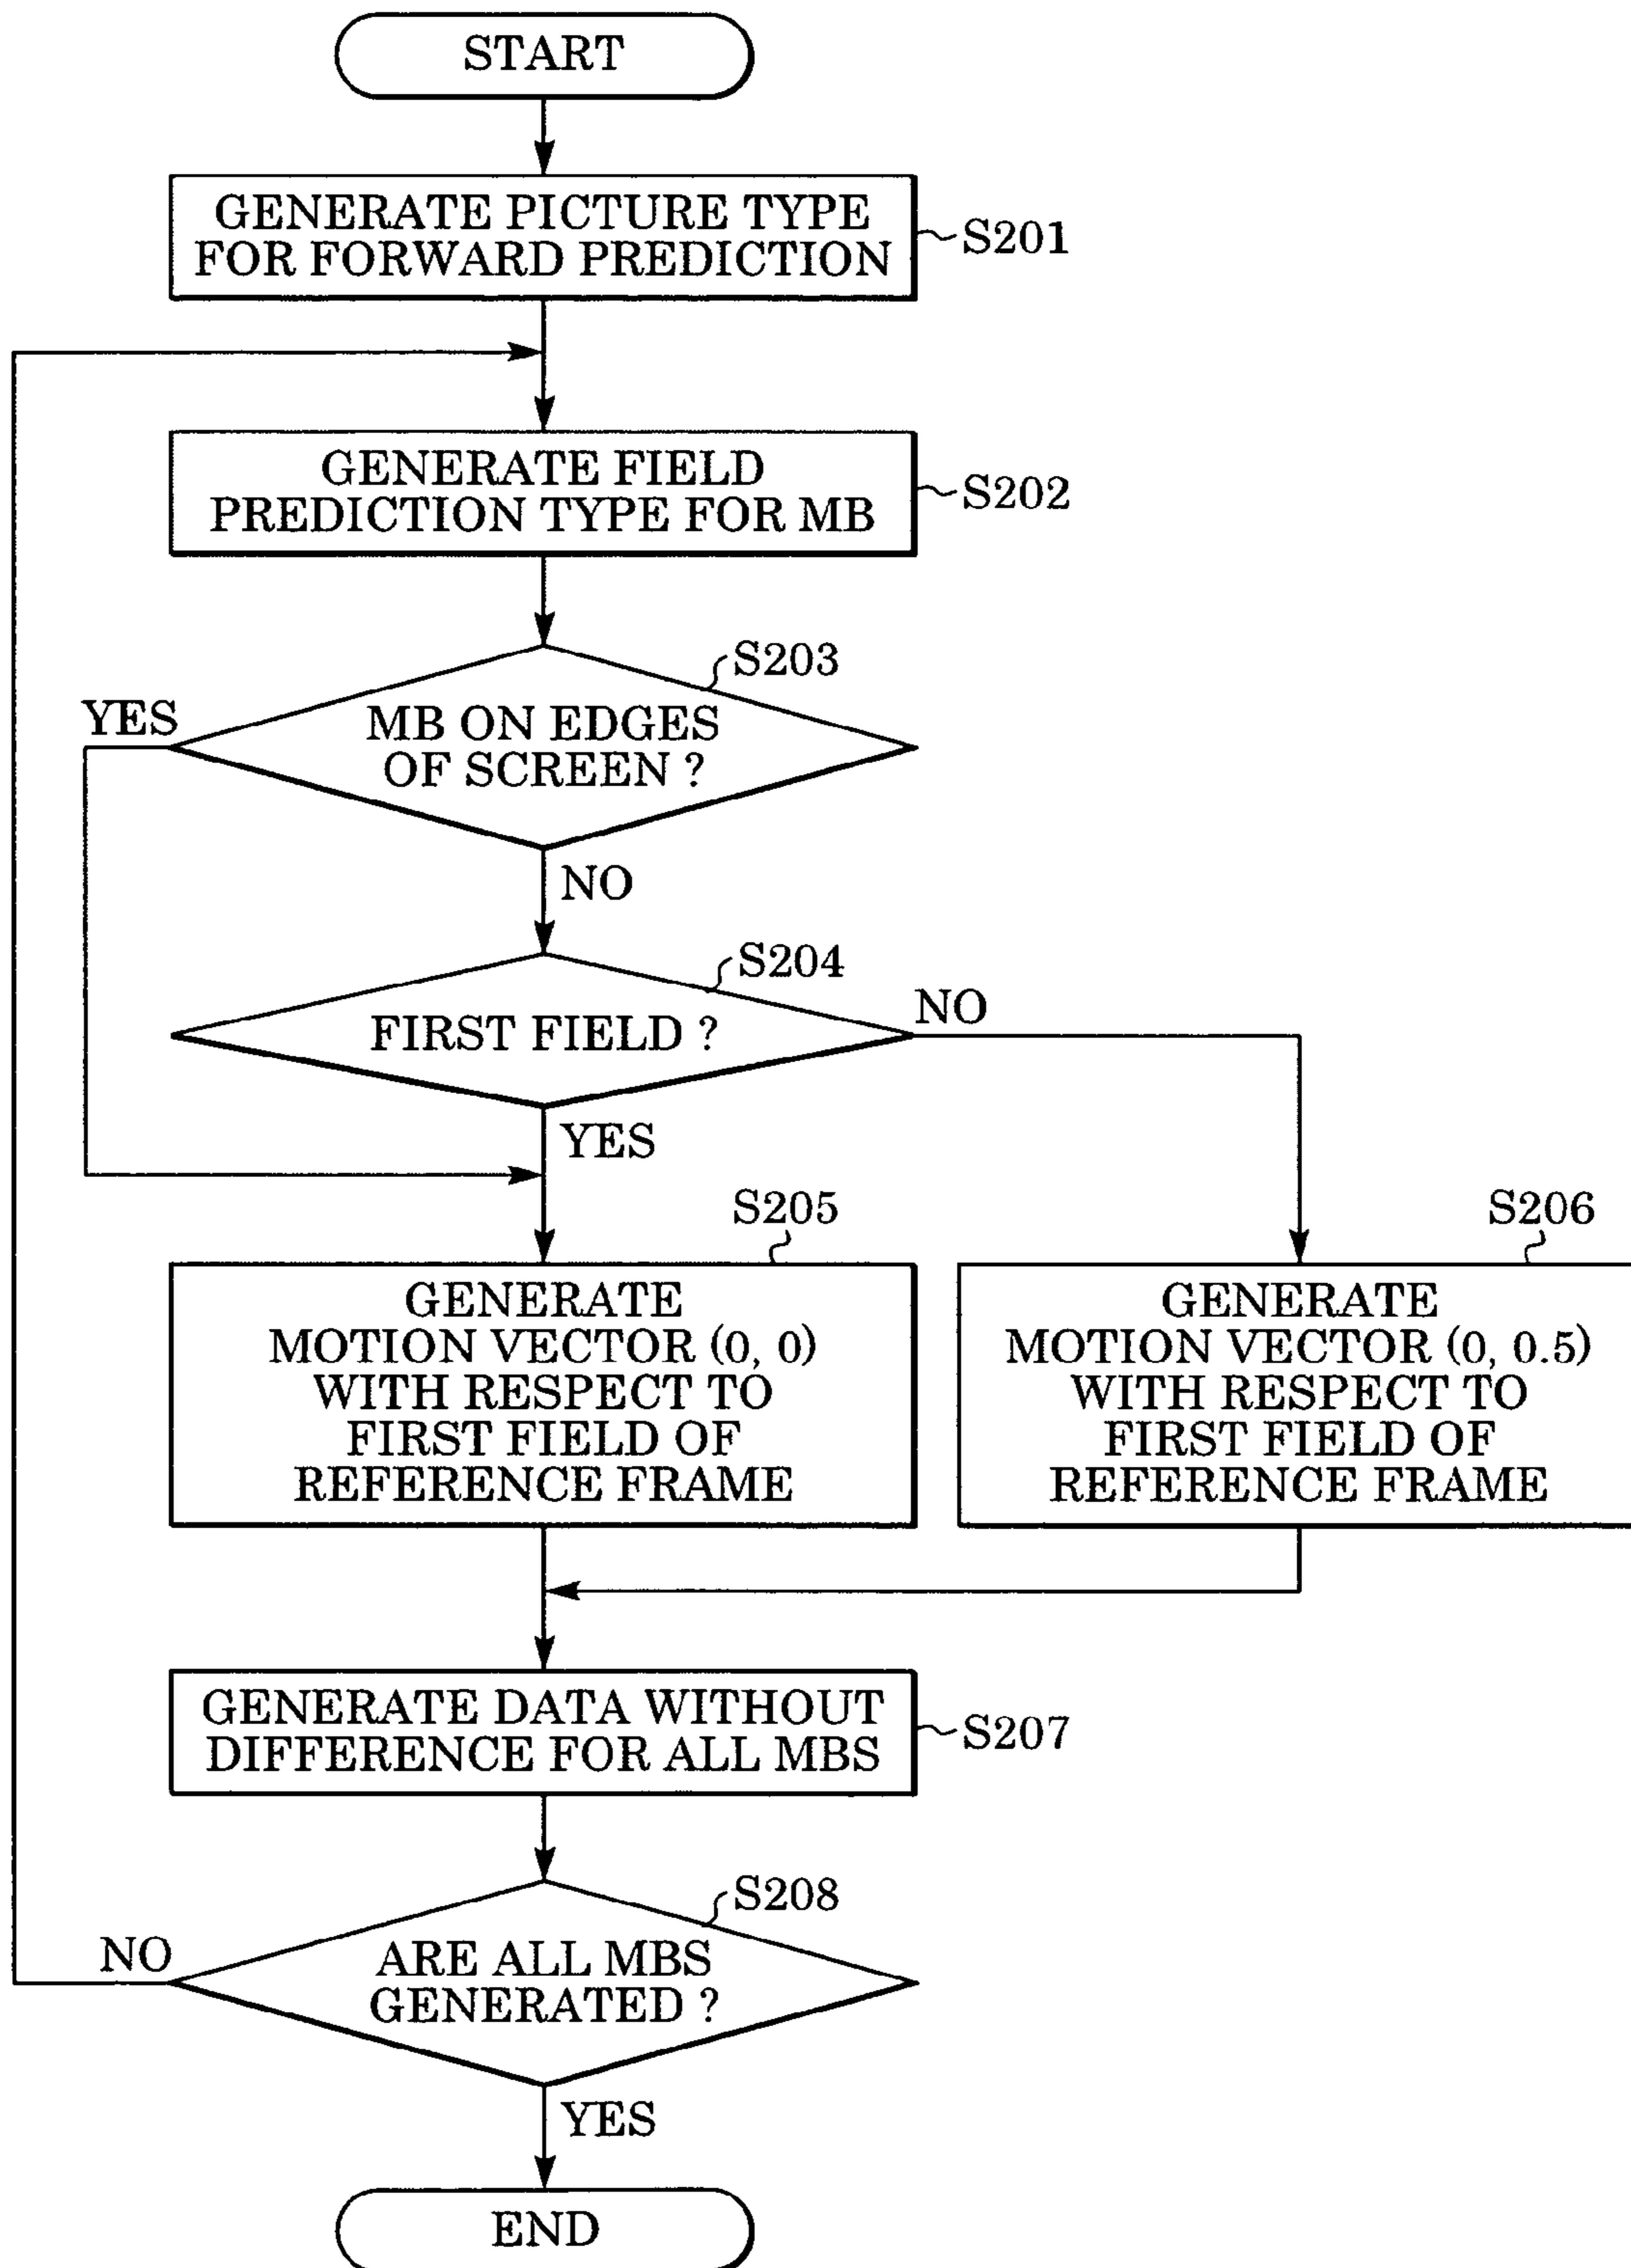 START
GENERATE PICTURE TYPE
FOR FORWARD PREDICTION
S201
GENERATE FIELD
PREDICTION TYPE FOR MB
S202
S203
YES
MB ON EDGES
OF SCREEN ?
NO
S204
FIRST FIELD ?
NO
YES
S205
GENERATE
MOTION VECTOR (0, 0)
WITH RESPECT TO
FIRST FIELD OF
REFERENCE FRAME
S206
GENERATE
MOTION VECTOR (0, 0.5)
WITH RESPECT TO
FIRST FIELD OF
REFERENCE FRAME
GENERATE DATA WITHOUT
DIFFERENCE FOR ALL MBS
S207
S208
NO
ARE ALL MBS
GENERATED ?
YES
END